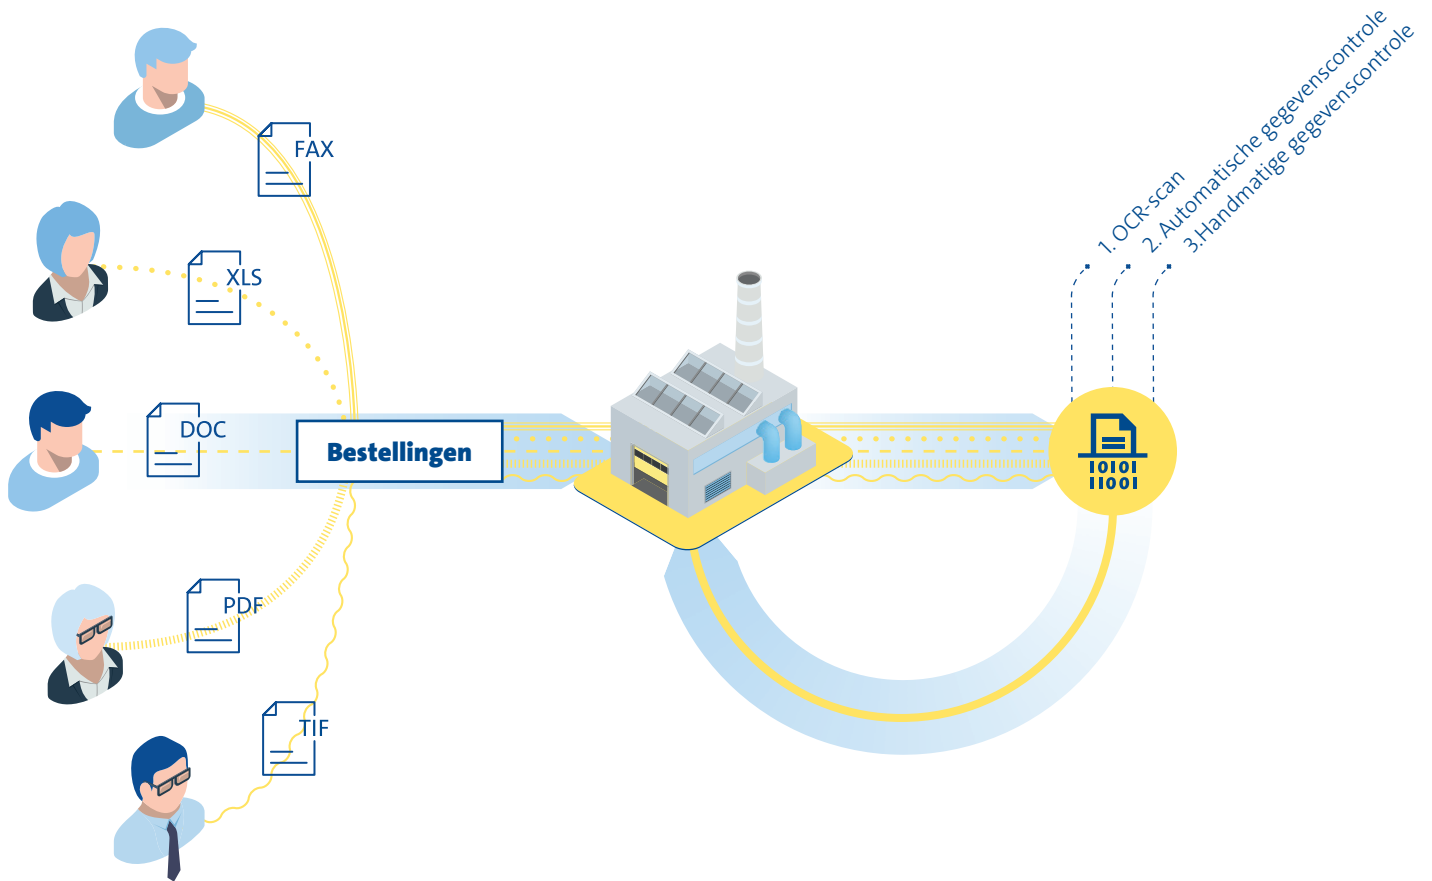 FAX
XLS
DOC
Bestellingen
PDF
TIF
1. OCR-scan
2. Automatische gegevenscontrole
3.Handmatige gegevenscontrole
10101
11001